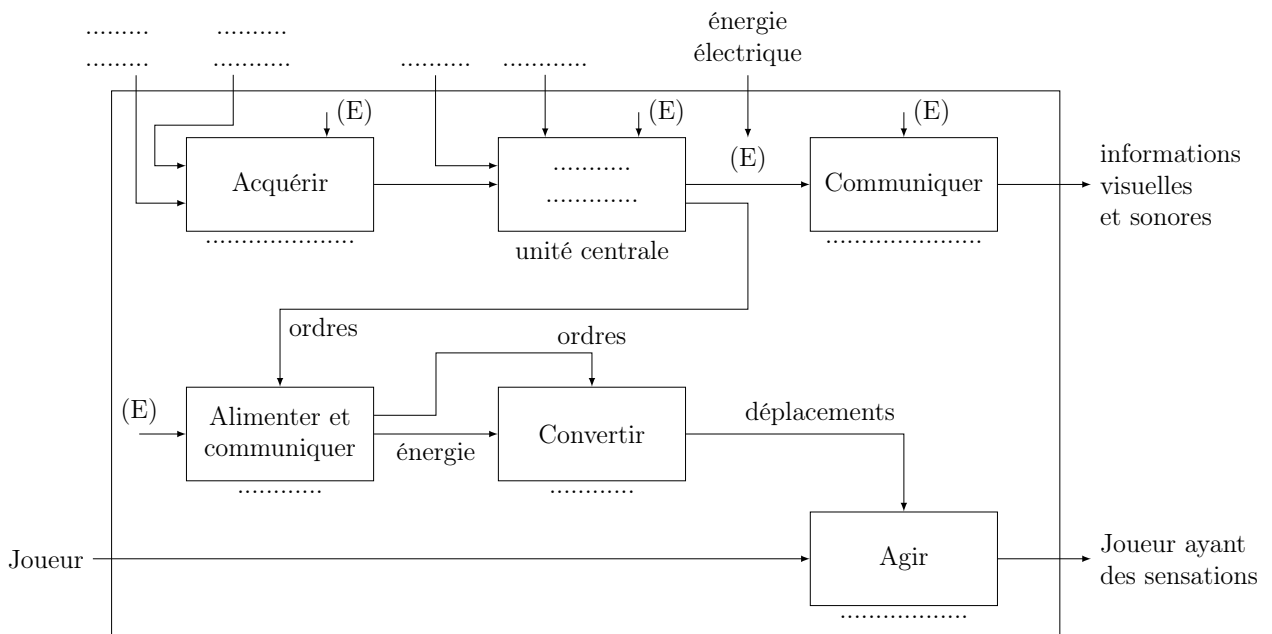 ......... ..........
énergie
électrique
......... ........... .......... ............
(E)
(E)
(E)
Acquérir
...........
.............
(E)
Communiquer
informations
visuelles
et sonores
.....................
unité centrale
......................
ordres
ordres
(E)
Alimenter et
communiquer
énergie
Convertir
déplacements
............
............
Joueur
Agir
Joueur ayant
des sensations
..................